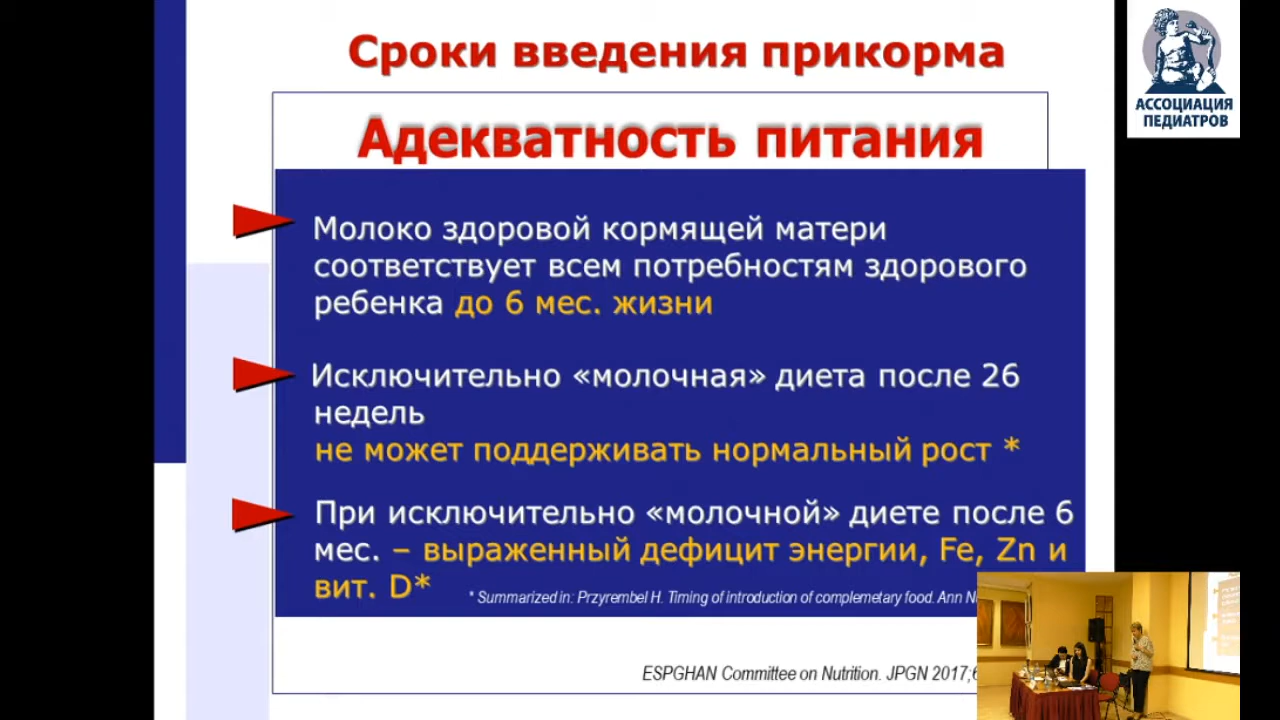 Сроки введения прикорма
АССОЦИАЦИЯ
ПЕДИАТРОВ
Адекватность питания
Молоко здоровой кормящей матери
соответствует всем потребностям здорового
ребенка до 6 мес. жизни
Исключительно «молочная» диета после 26
недель
не может поддерживать нормальный рост *
При исключительно «молочной» диете после 6
мес. – выраженный дефицит энергии, Fe, Zn и
вит. D*
* Summarized in: Przyrembel H. Timing of introduction of complemetary food. Ann
ESPGHAN Committee on Nutrition. JPGN 2017;